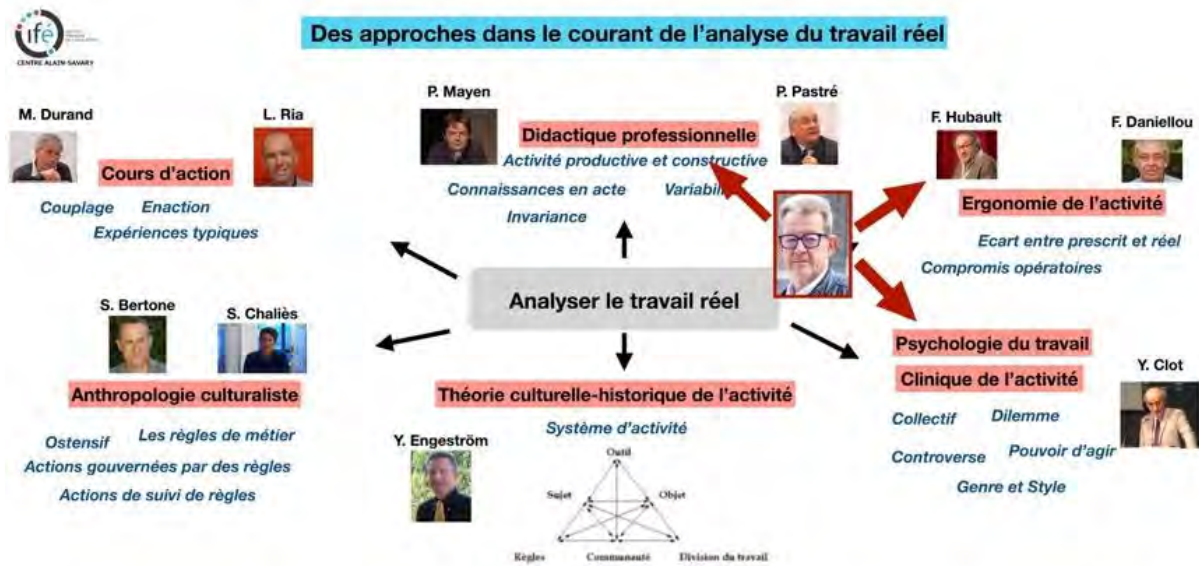 ifé
CENTRE ALAIN-SAVARY
Des approches dans le courant de l'analyse du travail réel
M. Durand
L. Ria
Cours d'action
Couplage Enaction
Expériences typiques
P. Mayen
P. Pastré
Didactique professionnelle
Activité productive et constructive
Connaissances en acte
Invariance
F. Hubault
F. Daniellou
Ergonomie de l'activité
Ecart entre prescrit et réel
Compromis opératoires
Analyser le travail réel
S. Bertone
S. Chaliès
Anthropologie culturaliste
Ostensif Les règles de métier
Actions gouvernées par des règles
Actions de suivi de règles
Théorie culturelle-historique de l'activité
Système d'activité
Y. Engeström
Outil
Sujet Objet
Règles Communauté Division du travail
Psychologie du travail
Clinique de l'activité
Y. Clot
Collectif Dilemme
Controverse Pouvoir d'agir
Genre et Style